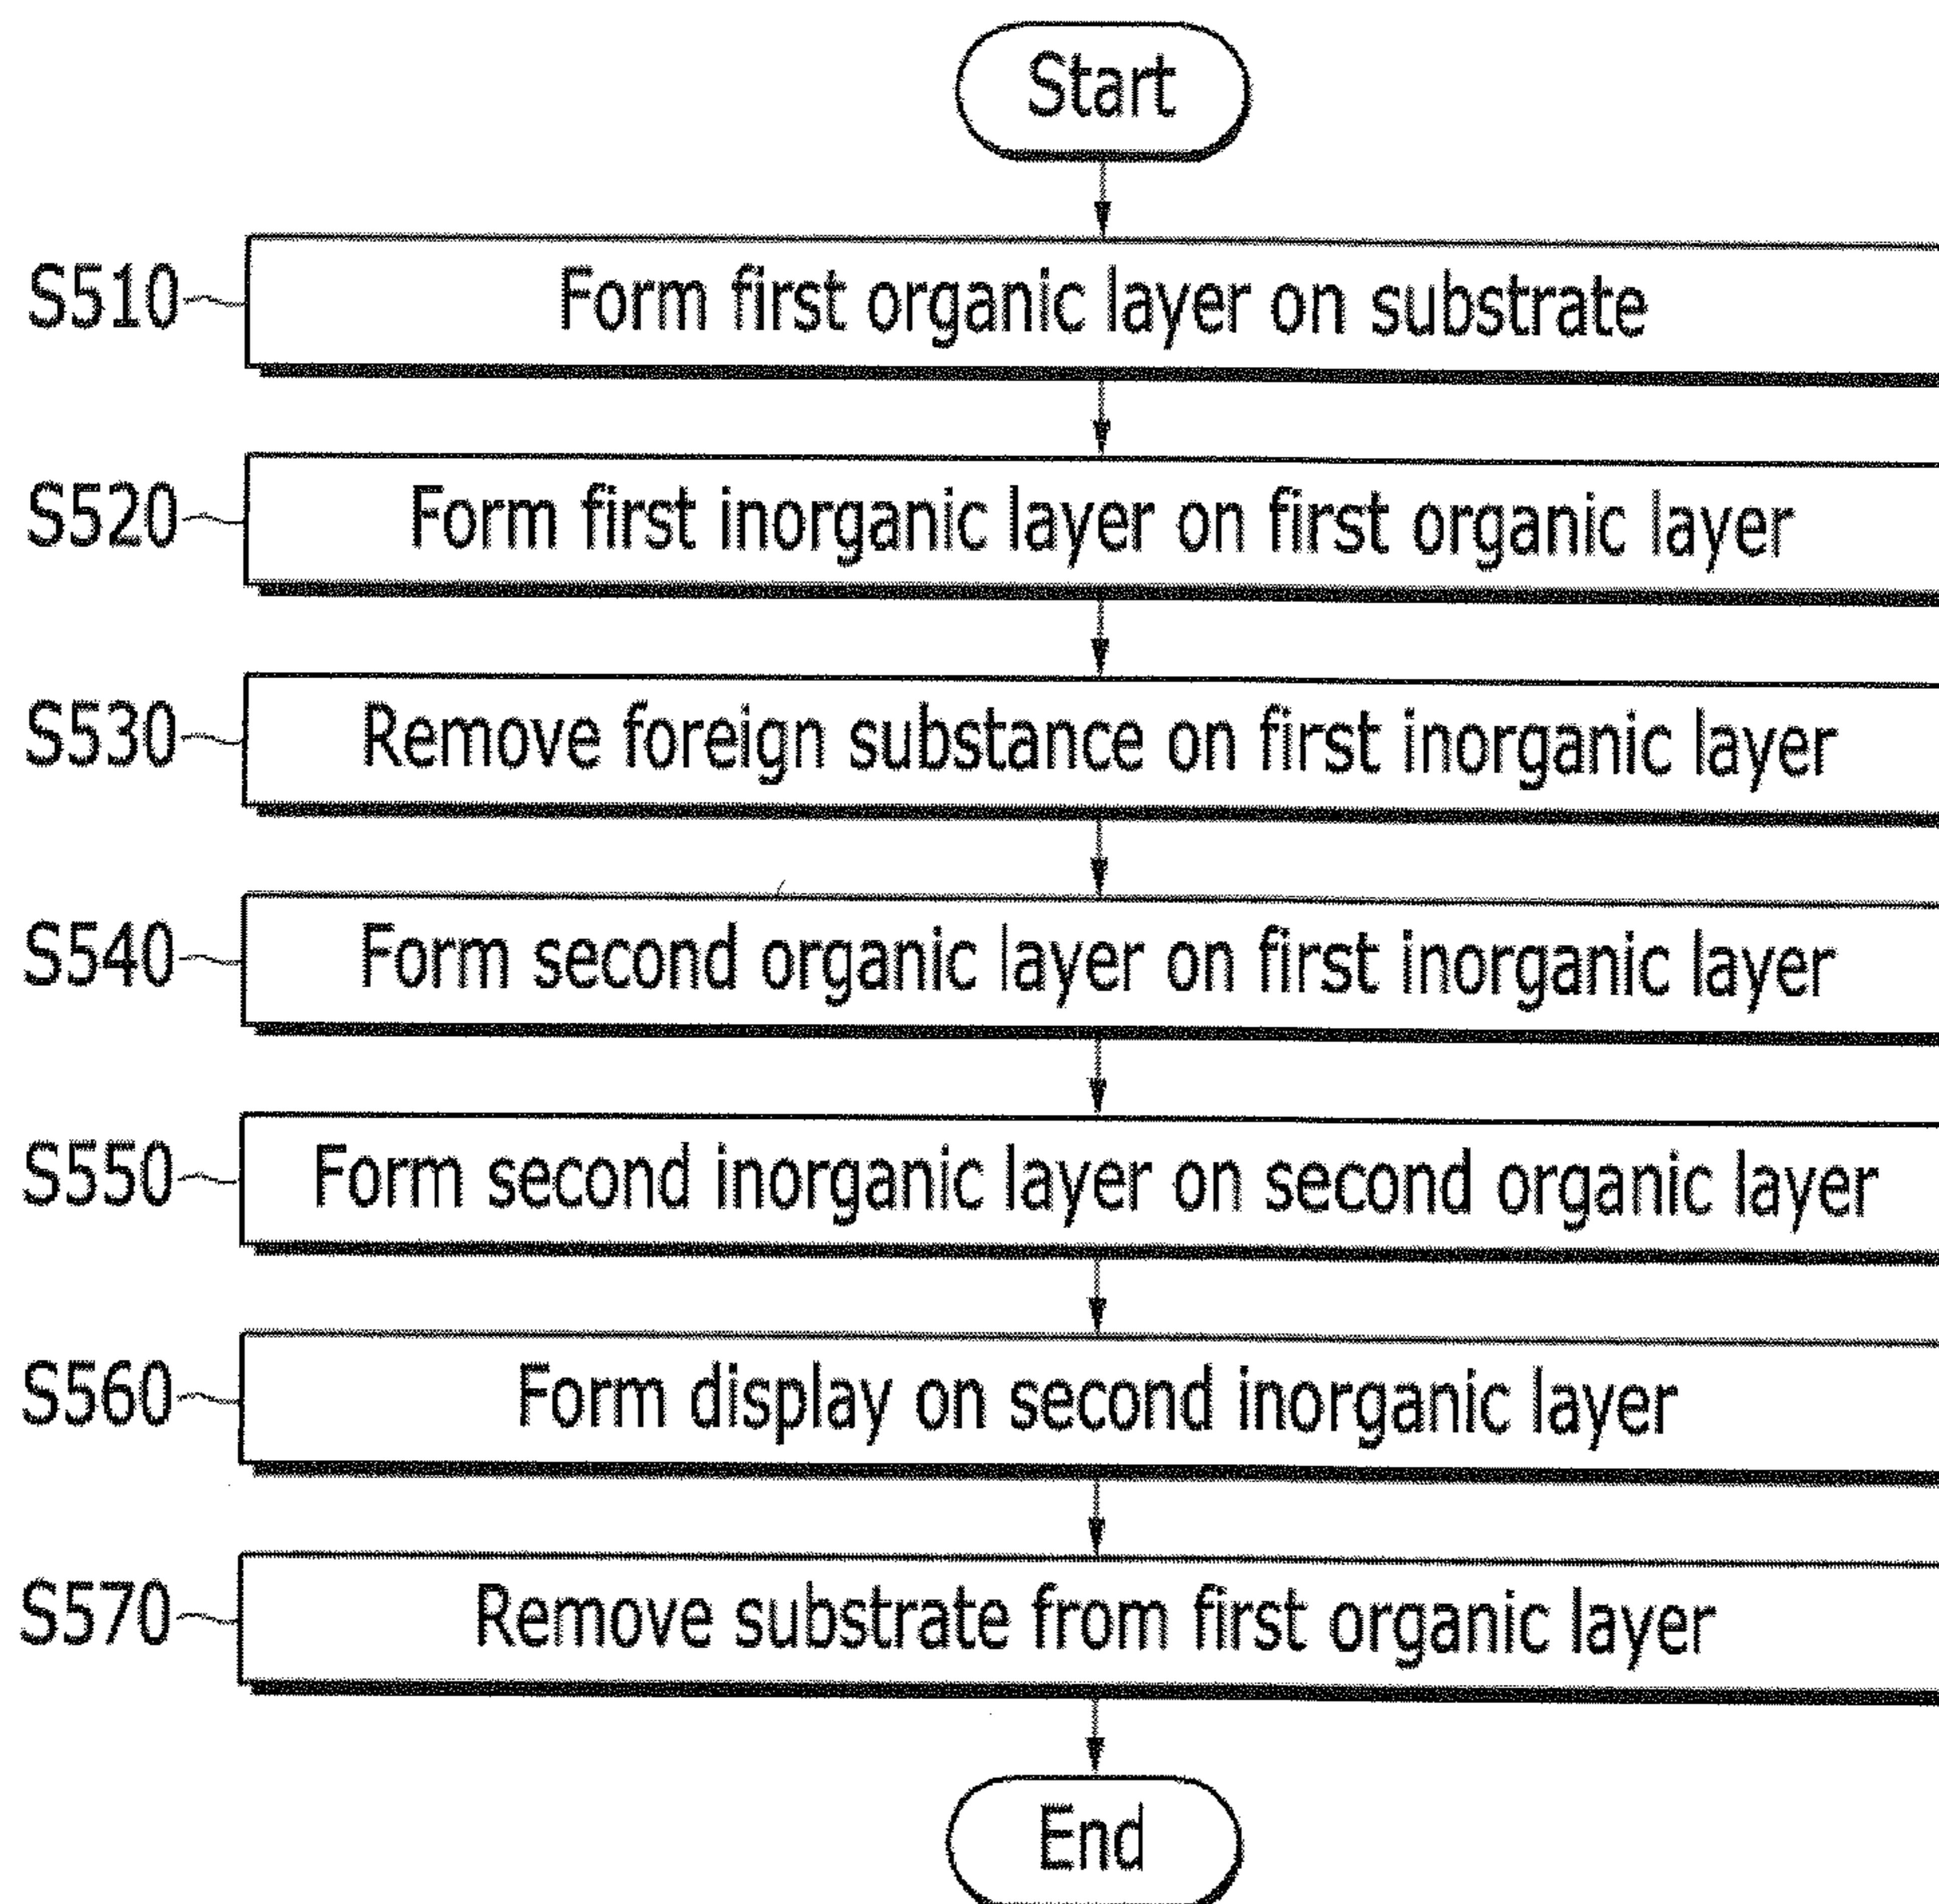 Start
S510 Form first organic layer on substrate
S520 Form first inorganic layer on first organic layer
S530 Remove foreign substance on first inorganic layer
S540 Form second organic layer on first inorganic layer
S550 Form second inorganic layer on second organic layer
S560 Form display on second inorganic layer
S570 Remove substrate from first organic layer
End